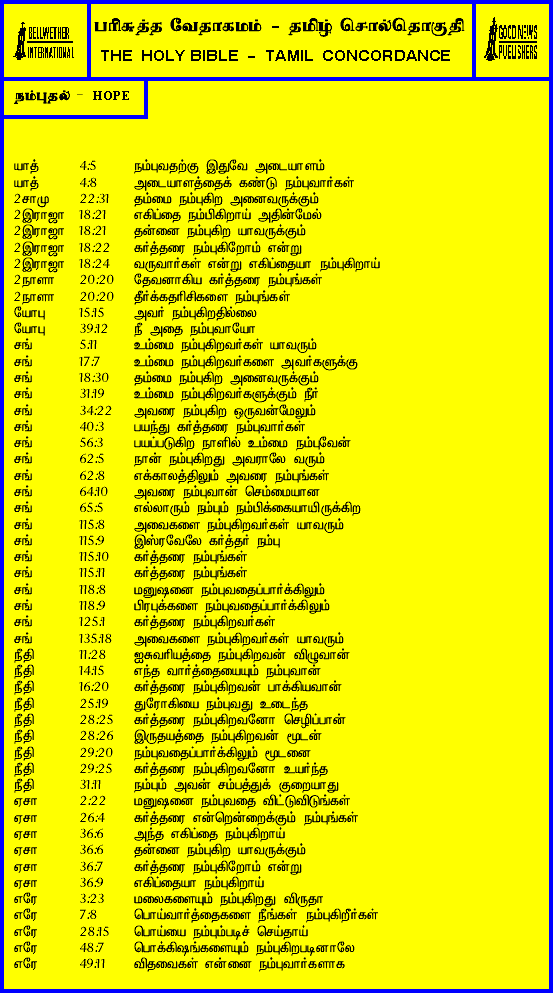 BELLWETHER
INTERNATIONAL
பரிசுத்த வேதாகமம் - தமிழ் சொல்தொகுதி
THE HOLY BIBLE - TAMIL CONCORDANCE
GOOD NEWS
PUBLISHERS
நம்புதல் - HOPE
யாத் 4:5 நம்புவதற்கு இதுவே அடையாளம்
யாத் 4:8 அடையாளத்தைக் கண்டு நம்புவார்கள்
2சாமு 22:31 தம்மை நம்புகிற அனைவருக்கும்
2இராஜா 18:21 எகிப்தை நம்பிகிறாய் அதின்மேல்
2இராஜா 18:21 தன்னை நம்புகிற யாவருக்கும்
2இராஜா 18:22 கர்த்தரை நம்புகிறோம் என்று
2இராஜா 18:24 வருவார்கள் என்று எகிப்தையா நம்புகிறாய்
2நாளா 20:20 தேவனாகிய கர்த்தரை நம்புங்கள்
2நாளா 20:20 தீர்க்கதரிசிகளை நம்புங்கள்
யோபு 15:15 அவர் நம்புகிறதில்லை
யோபு 39:12 நீ அதை நம்புவாயோ
சங் 5:11 உம்மை நம்புகிறவர்கள் யாவரும்
சங் 17:7 உம்மை நம்புகிறவர்களை அவர்களுக்கு
சங் 18:30 தம்மை நம்புகிற அனைவருக்கும்
சங் 31:19 உம்மை நம்புகிறவர்களுக்கும் நீர்
சங் 34:22 அவரை நம்புகிற ஒருவன்மேலும்
சங் 40:3 பயந்து கர்த்தரை நம்புவார்கள்
சங் 56:3 பயப்படுகிற நாளில் உம்மை நம்புவேன்
சங் 62:5 நான் நம்புகிறது அவராலே வரும்
சங் 62:8 எக்காலத்திலும் அவரை நம்புங்கள்
சங் 64:10 அவரை நம்புவான் செம்மையான
சங் 65:5 எல்லாரும் நம்பும் நம்பிக்கையாயிருக்கிற
சங் 115:8 அவைகளை நம்புகிறவர்கள் யாவரும்
சங் 115:9 இஸ்ரவேலே கர்த்தர் நம்பு
சங் 115:10 கர்த்தரை நம்புங்கள்
சங் 115:11 கர்த்தரை நம்புங்கள்
சங் 118:8 மனுஷனை நம்புவதைப்பார்க்கிலும்
சங் 118:9 பிரபுக்களை நம்புவதைப்பார்க்கிலும்
சங் 125:1 கர்த்தரை நம்புகிறவர்கள்
சங் 135:18 அவைகளை நம்புகிறவர்கள் யாவரும்
நீதி 11:28 ஐசுவரியத்தை நம்புகிறவன் விழுவான்
நீதி 14:15 எந்த வார்த்தையையும் நம்புவான்
நீதி 16:20 கர்த்தரை நம்புகிறவன் பாக்கியவான்
நீதி 25:19 துரோகியை நம்புவது உடைந்த
நீதி 28:25 கர்த்தரை நம்புகிறவனோ செழிப்பான்
நீதி 28:26 இருதயத்தை நம்புகிறவன் மூடன்
நீதி 29:20 நம்புவதைப்பார்க்கிலும் மூடனை
நீதி 29:25 கர்த்தரை நம்புகிறவனோ உயர்ந்த
நீதி 31:11 நம்பும் அவன் சம்பத்துக் குறையாது
ஏசா 2:22 மனுஷனை நம்புவதை விட்டுவிடுங்கள்
ஏசா 26:4 கர்த்தரை என்றென்றைக்கும் நம்புங்கள்
ஏசா 36:6 அந்த எகிப்தை நம்புகிறாய்
ஏசா 36:6 தன்னை நம்புகிற யாவருக்கும்
ஏசா 36:7 கர்த்தரை நம்புகிறோம் என்று
ஏசா 36:9 எகிப்தையா நம்புகிறாய்
எரே 3:23 மலைகளையும் நம்புகிறது விருதா
எரே 7:8 பொய்வார்த்தைகளை நீங்கள் நம்புகிறீர்கள்
எரே 28:15 பொய்யை நம்பும்படிச் செய்தாய்
எரே 48:7 பொக்கிஷங்களையும் நம்புகிறபடினாலே
எரே 49:11 விதவைகள் என்னை நம்புவார்களாக